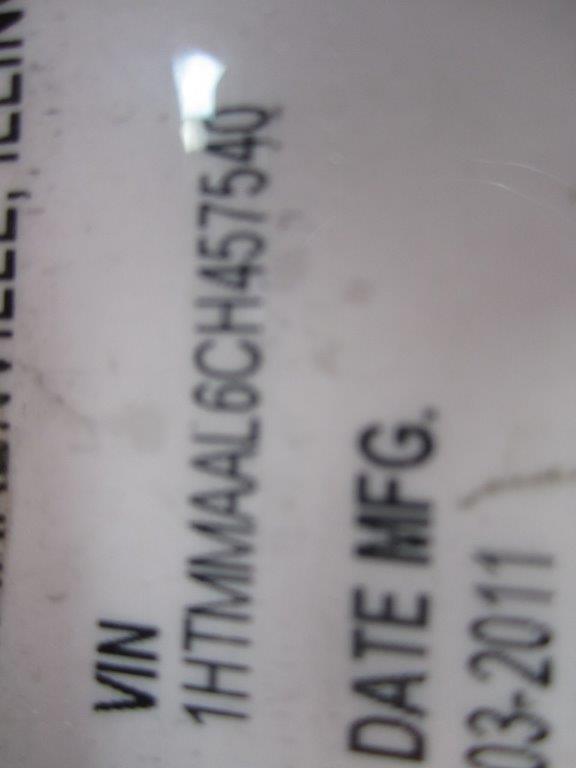 VIN
1HTMMAAL6CH457540
DATE MFG.
03-2011